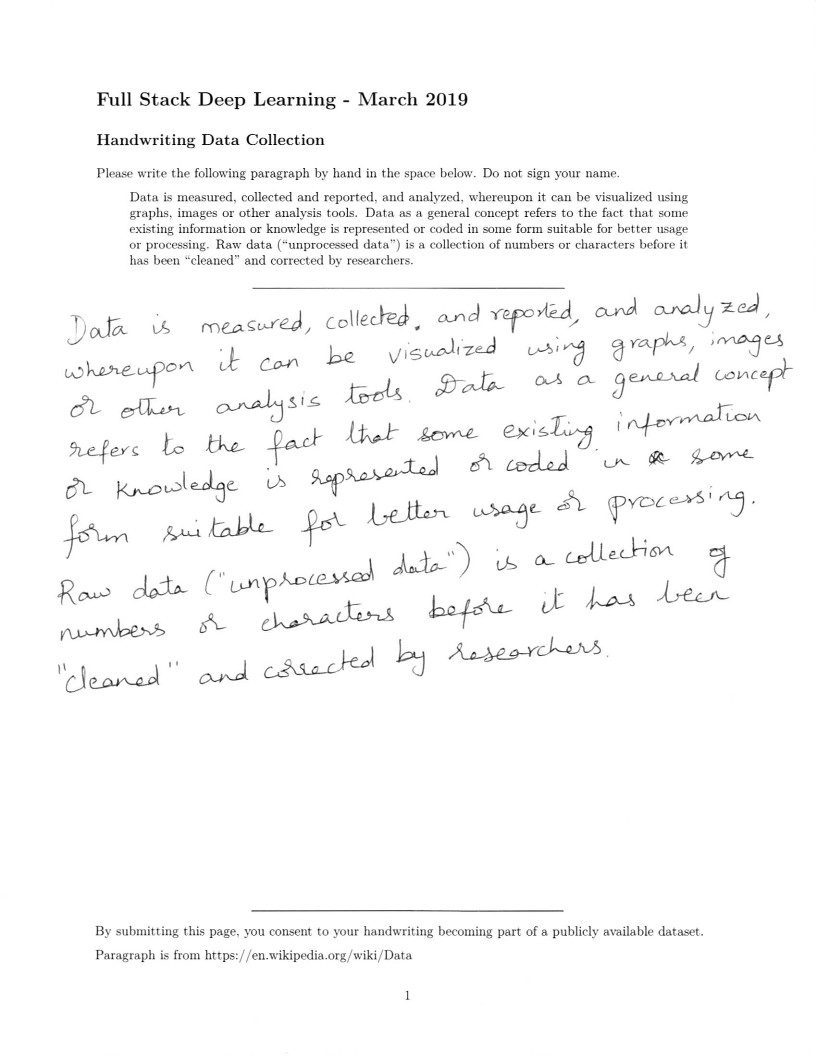 Full Stack Deep Learning - March 2019
Handwriting Data Collection
Please write the following paragraph by hand in the space below. Do not sign your name.
Data is measured, collected and reported, and analyzed, whereupon it can be visualized using
graphs, images or other analysis tools. Data as a general concept refers to the fact that some
existing information or knowledge is represented or coded in some form suitable for better usage
or processing. Raw data (“unprocessed data”) is a collection of numbers or characters before it
has been “cleaned” and corrected by researchers.
Data is measured, collected, and reported, and analyzed,
whereupon it can be visualized using graphs, images
or other analysis tools. Data as a general concept
refers to the fact that some existing information
or knowledge is represented or coded in some
form suitable for better usage or processing.
Raw data ("unprocessed data") is a collection of
numbers or characters before it has been
"cleaned" and corrected by researchers.
By submitting this page, you consent to your handwriting becoming part of a publicly available dataset.
Paragraph is from https://en.wikipedia.org/wiki/Data
1